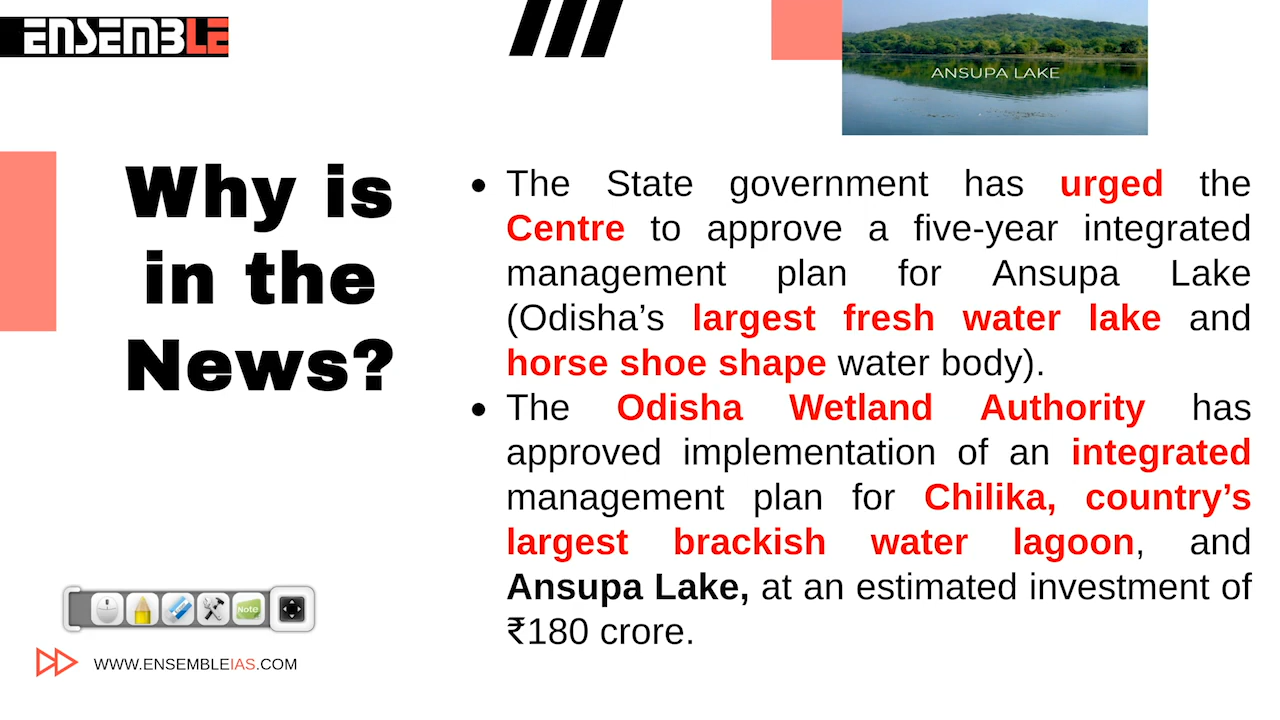 ENSEMBLE
ANSUPA LAKE
Why is
in the
News?
• The State government has urged the
Centre to approve a five-year integrated
management plan for Ansupa Lake
(Odisha’s largest fresh water lake and
horse shoe shape water body).
• The Odisha Wetland Authority has
approved implementation of an integrated
management plan for Chilika, country’s
largest brackish water lagoon, and
Ansupa Lake, at an estimated investment of
₹180 crore.
Note
WWW.ENSEMBLEIAS.COM